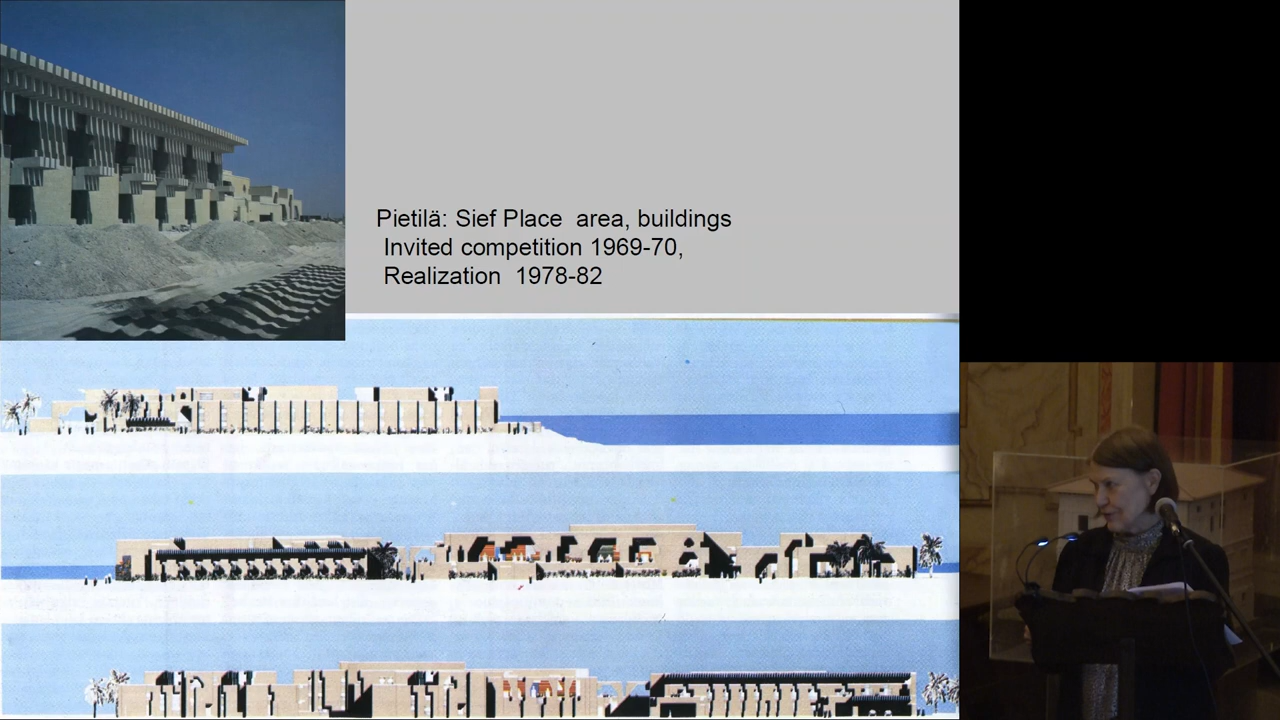 Pietilä: Sief Place area, buildings
Invited competition 1969-70,
Realization 1978-82